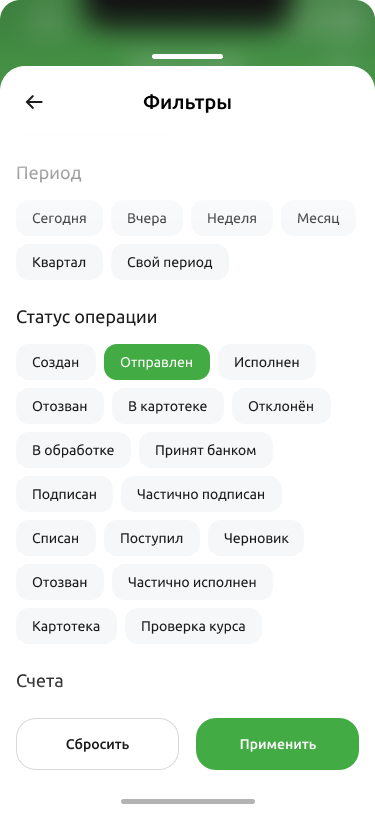 Фильтры
Период
Сегодня Вчера Неделя Месяц
Квартал Свой период
Статус операции
Создан Отправлен Исполнен
Отозван В картотеке Отклонён
В обработке Принят банком
Подписан Частично подписан
Списан Поступил Черновик
Отозван Частично исполнен
Картотека Проверка курса
Счета
Сбросить Применить